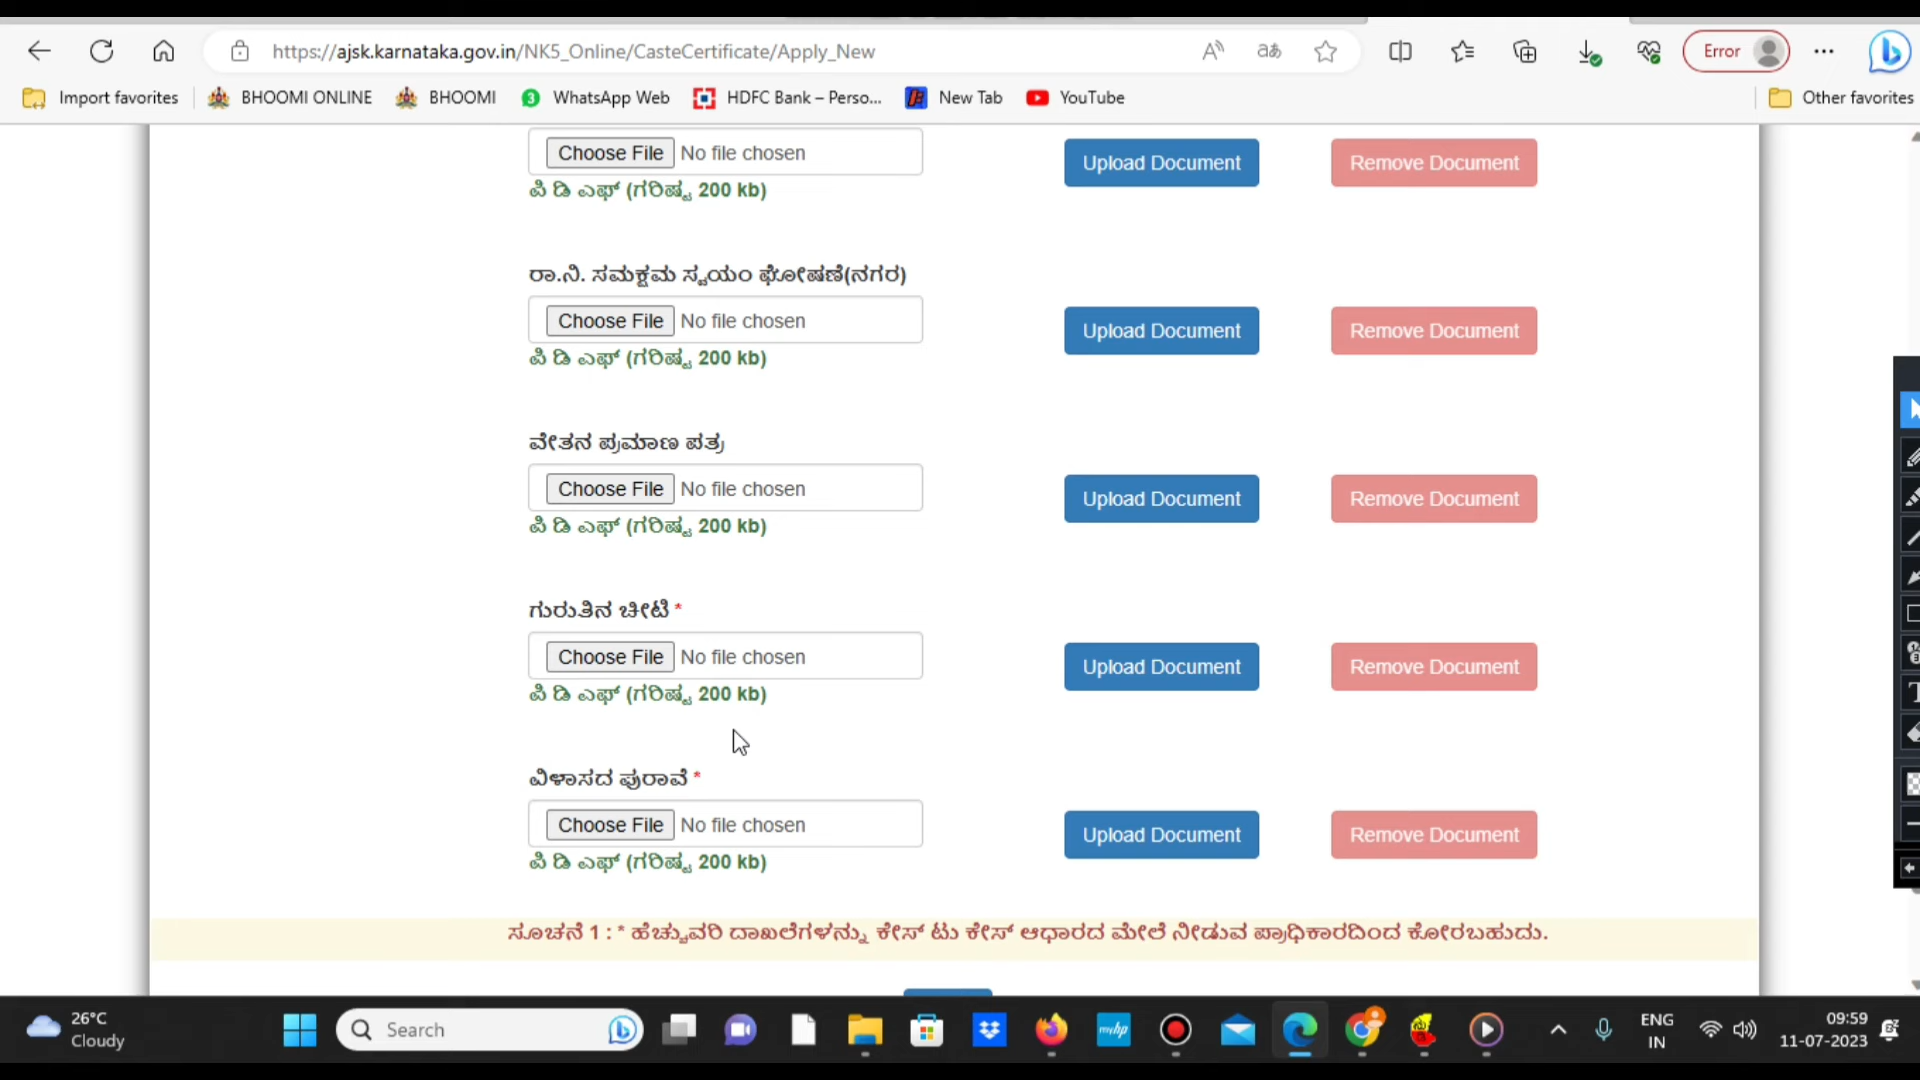 https://ajsk.karnataka.gov.in/NK5_Online/CasteCertificate/Apply_New
Error
Import favorites
BHOOMI ONLINE
BHOOMI
WhatsApp Web
HDFC Bank – Perso...
New Tab
YouTube
Other favorites
Choose File No file chosen
Upload Document
Remove Document
ಪಿ ಡಿ ಎಫ್ (ಗರಿಷ್ಟ 200 kb)
ರಾ.ನಿ. ಸಮಕ್ಷಮ ಸ್ವಯಂ ಘೋಷಣೆ(ನಗರ)
Choose File No file chosen
Upload Document
Remove Document
ಪಿ ಡಿ ಎಫ್ (ಗರಿಷ್ಟ 200 kb)
ವೇತನ ಪ್ರಮಾಣ ಪತ್ರ
Choose File No file chosen
Upload Document
Remove Document
ಪಿ ಡಿ ಎಫ್ (ಗರಿಷ್ಟ 200 kb)
ಗುರುತಿನ ಚೀಟಿ *
Choose File No file chosen
Upload Document
Remove Document
ಪಿ ಡಿ ಎಫ್ (ಗರಿಷ್ಟ 200 kb)
ವಿಳಾಸದ ಪುರಾವೆ *
Choose File No file chosen
Upload Document
Remove Document
ಪಿ ಡಿ ಎಫ್ (ಗರಿಷ್ಟ 200 kb)
ಸೂಚನೆ 1 : * ಹೆಚ್ಚುವರಿ ದಾಖಲೆಗಳನ್ನು ಕೇಸ್ ಟು ಕೇಸ್ ಆಧಾರದ ಮೇಲೆ ನೀಡುವ ಪ್ರಾಧಿಕಾರದಿಂದ ಕೋರಬಹುದು.
26°C
Cloudy
Search
myhp
ENG
IN
09:59
11-07-2023